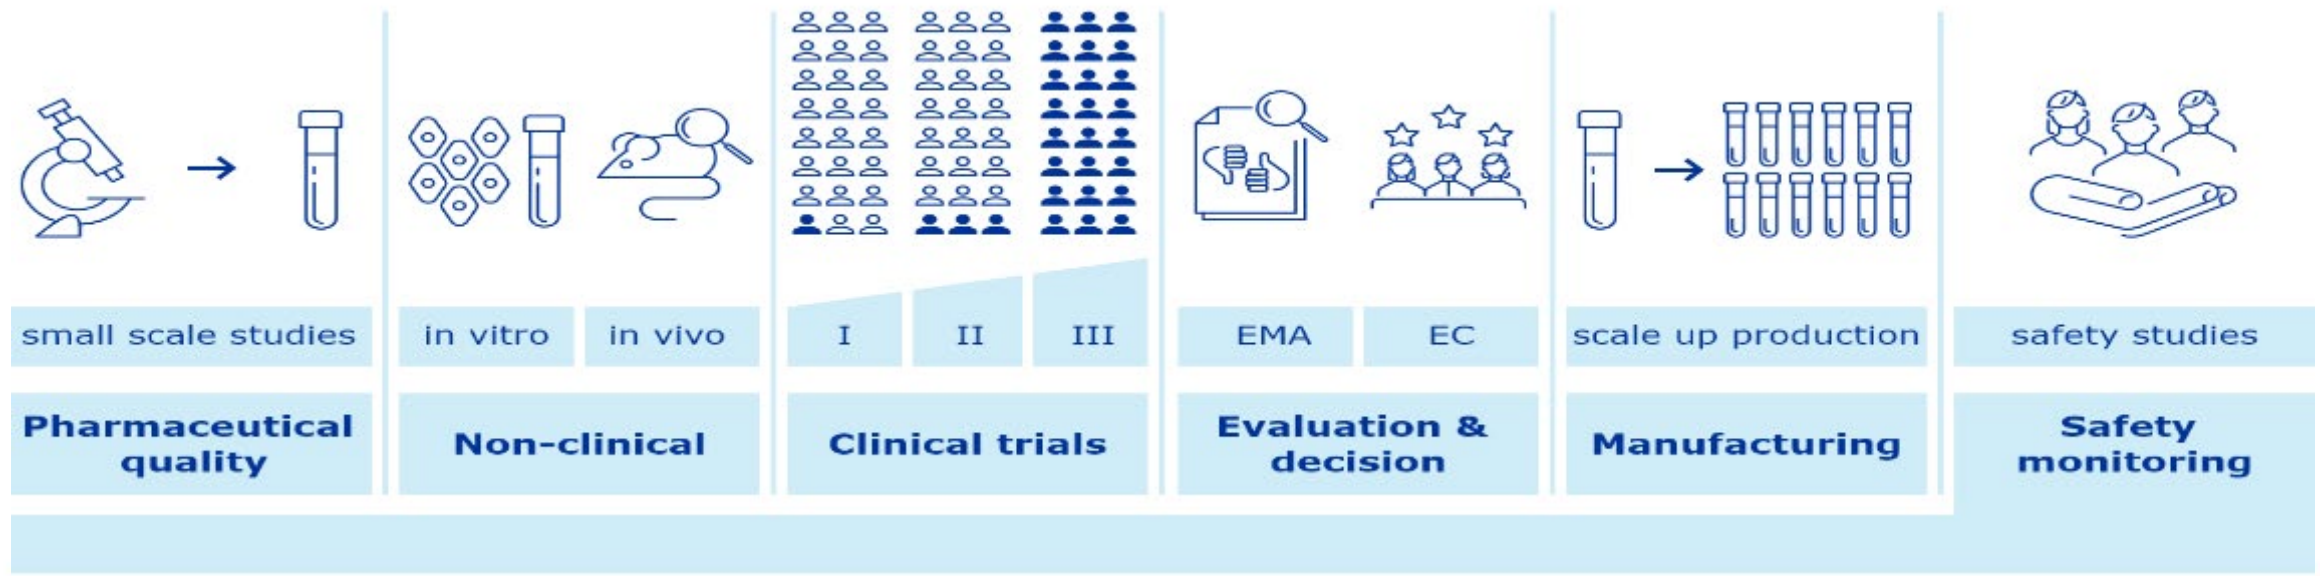 small scale studies
in vitro
in vivo
I
II
III
EMA
EC
scale up production
safety studies
Pharmaceutical
quality
Non-clinical
Clinical trials
Evaluation &
decision
Manufacturing
Safety
monitoring